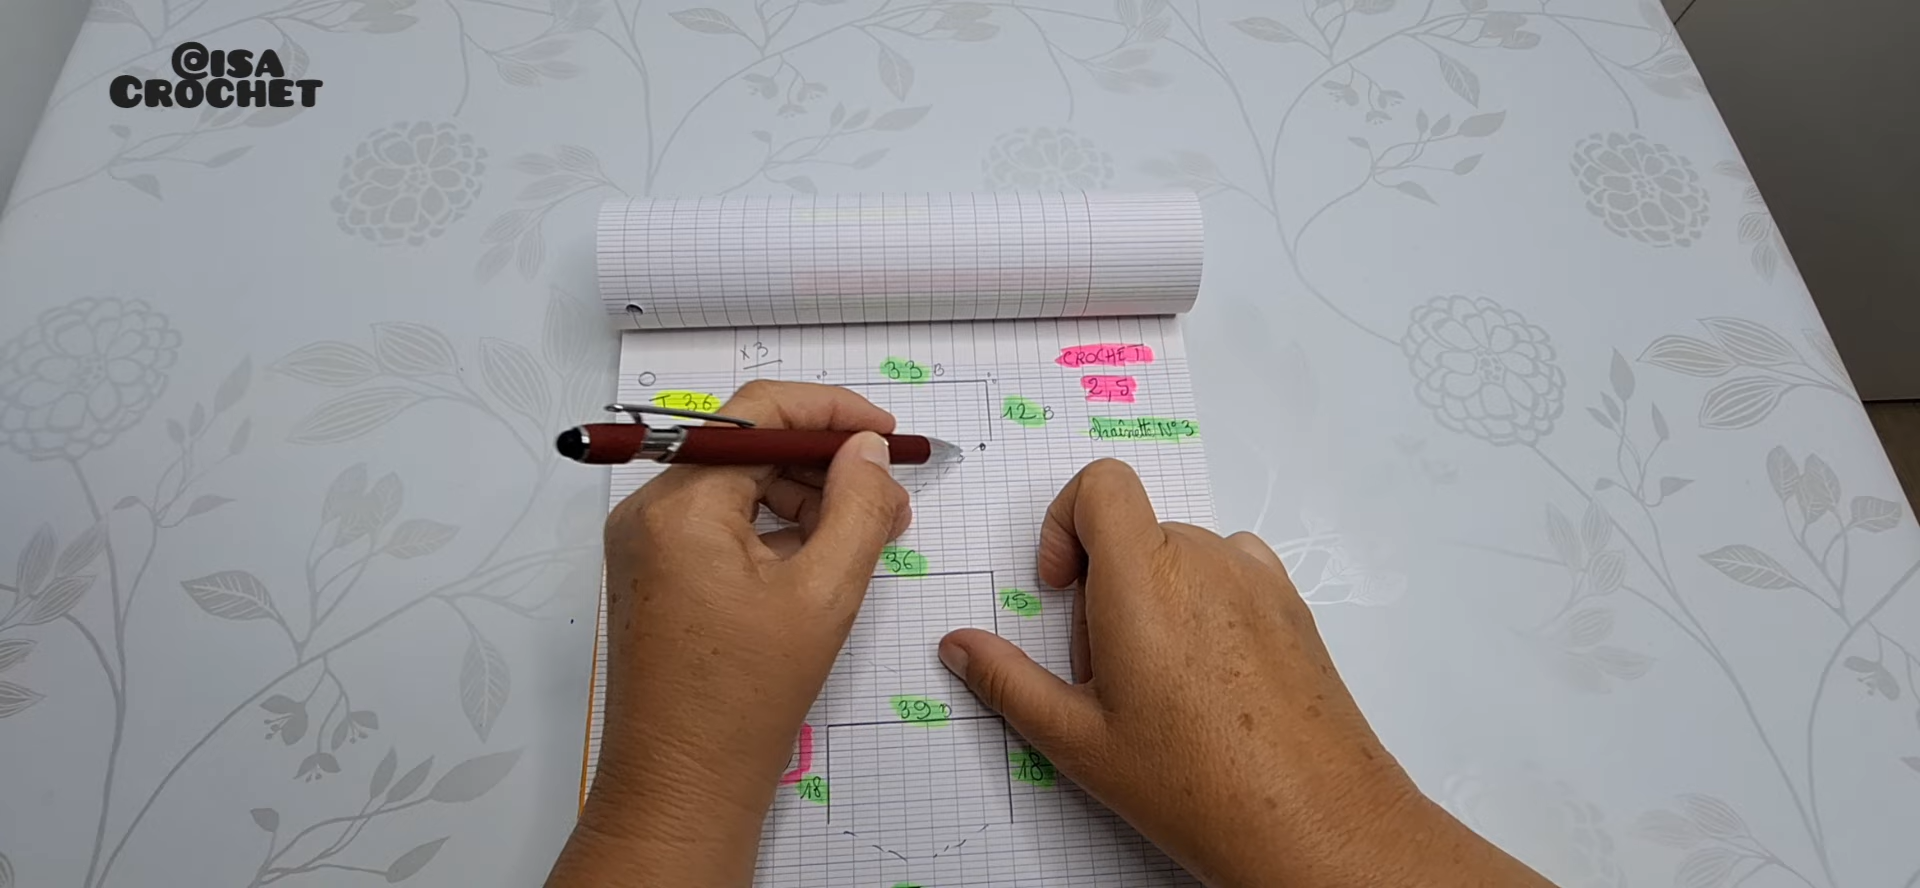 @ISA
CROCHET
x3
33 B
CROCHET
2,5
T 36
12 B
chaînette N°3
36
15
39 B
18
18